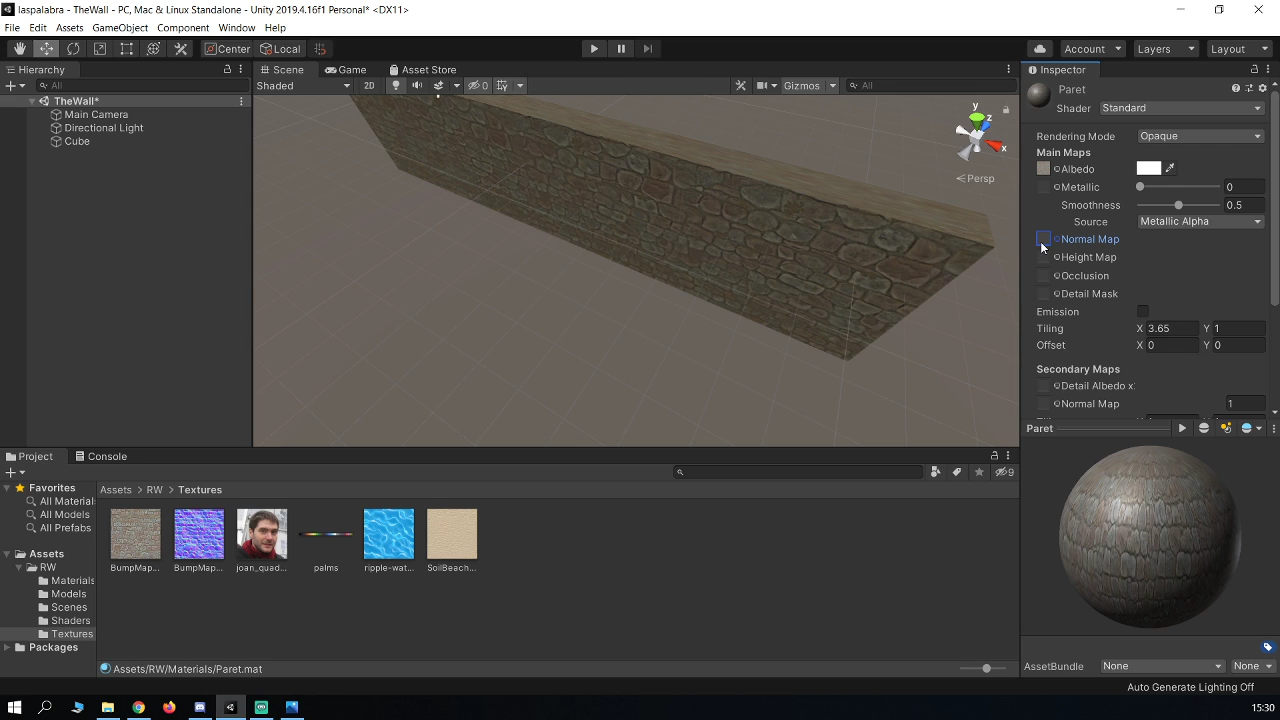 laspalabra - TheWall - PC, Mac & Linux Standalone - Unity 2019.4.16f1 Personal* <DX11>
File Edit Assets GameObject Component Window Help
Center Local Account Layers Layout
Hierarchy Scene Game Asset Store Inspector
All Shaded 2D 0 Gizmos All
TheWall*
Main Camera
Directional Light
Cube
y
z
x
Persp
Paret
Shader Standard
Rendering Mode Opaque
Main Maps
Albedo
Metallic 0
Smoothness 0.5
Source Metallic Alpha
Normal Map
Height Map
Occlusion
Detail Mask
Emission
Tiling X 3.65 Y 1
Offset X 0 Y 0
Secondary Maps
Detail Albedo x
Normal Map 1
Paret
Project Console
9
Favorites
All Material
All Models
All Prefabs
Assets
RW
Materials
Models
Scenes
Shaders
Textures
Packages
Assets > RW > Textures
BumpMap... BumpMap... joan_quad... palms ripple-wat... SoilBeach...
Assets/RW/Materials/Paret.mat
AssetBundle None None
Auto Generate Lighting Off
15:30